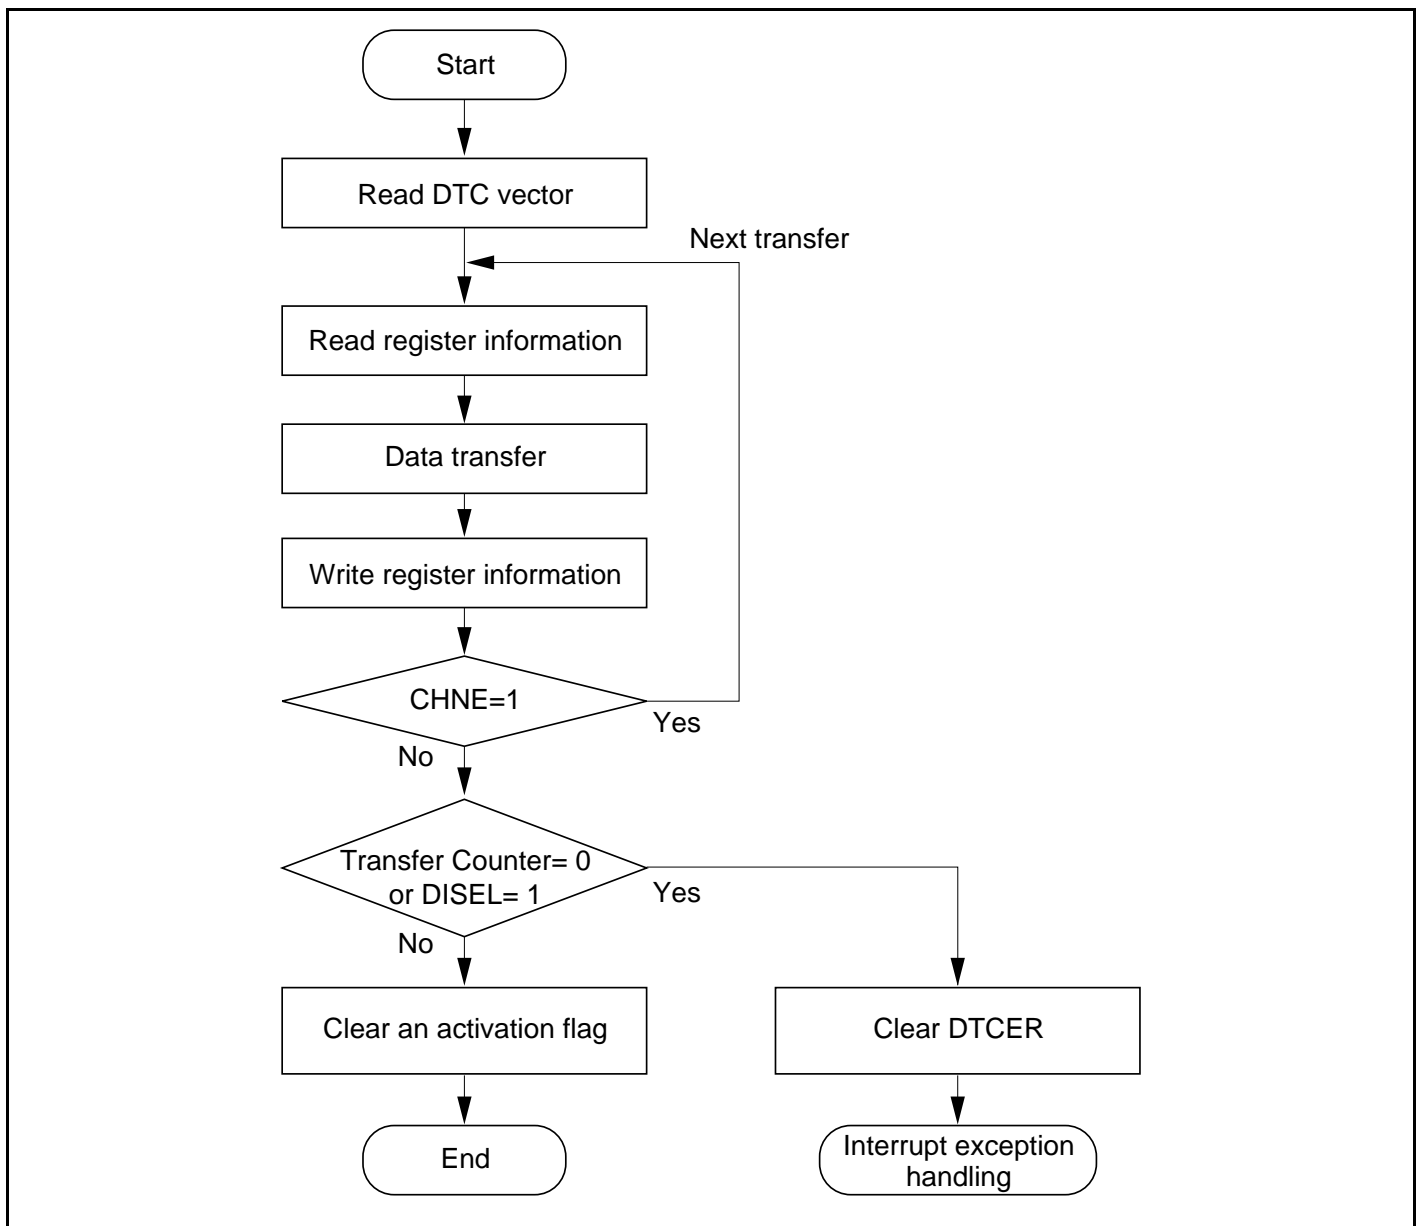 Start
Read DTC vector
Next transfer
Read register information
Data transfer
Write register information
CHNE=1
Yes
No
Transfer Counter= 0
or DISEL= 1
Yes
No
Clear an activation flag
Clear DTCER
End
Interrupt exception
handling